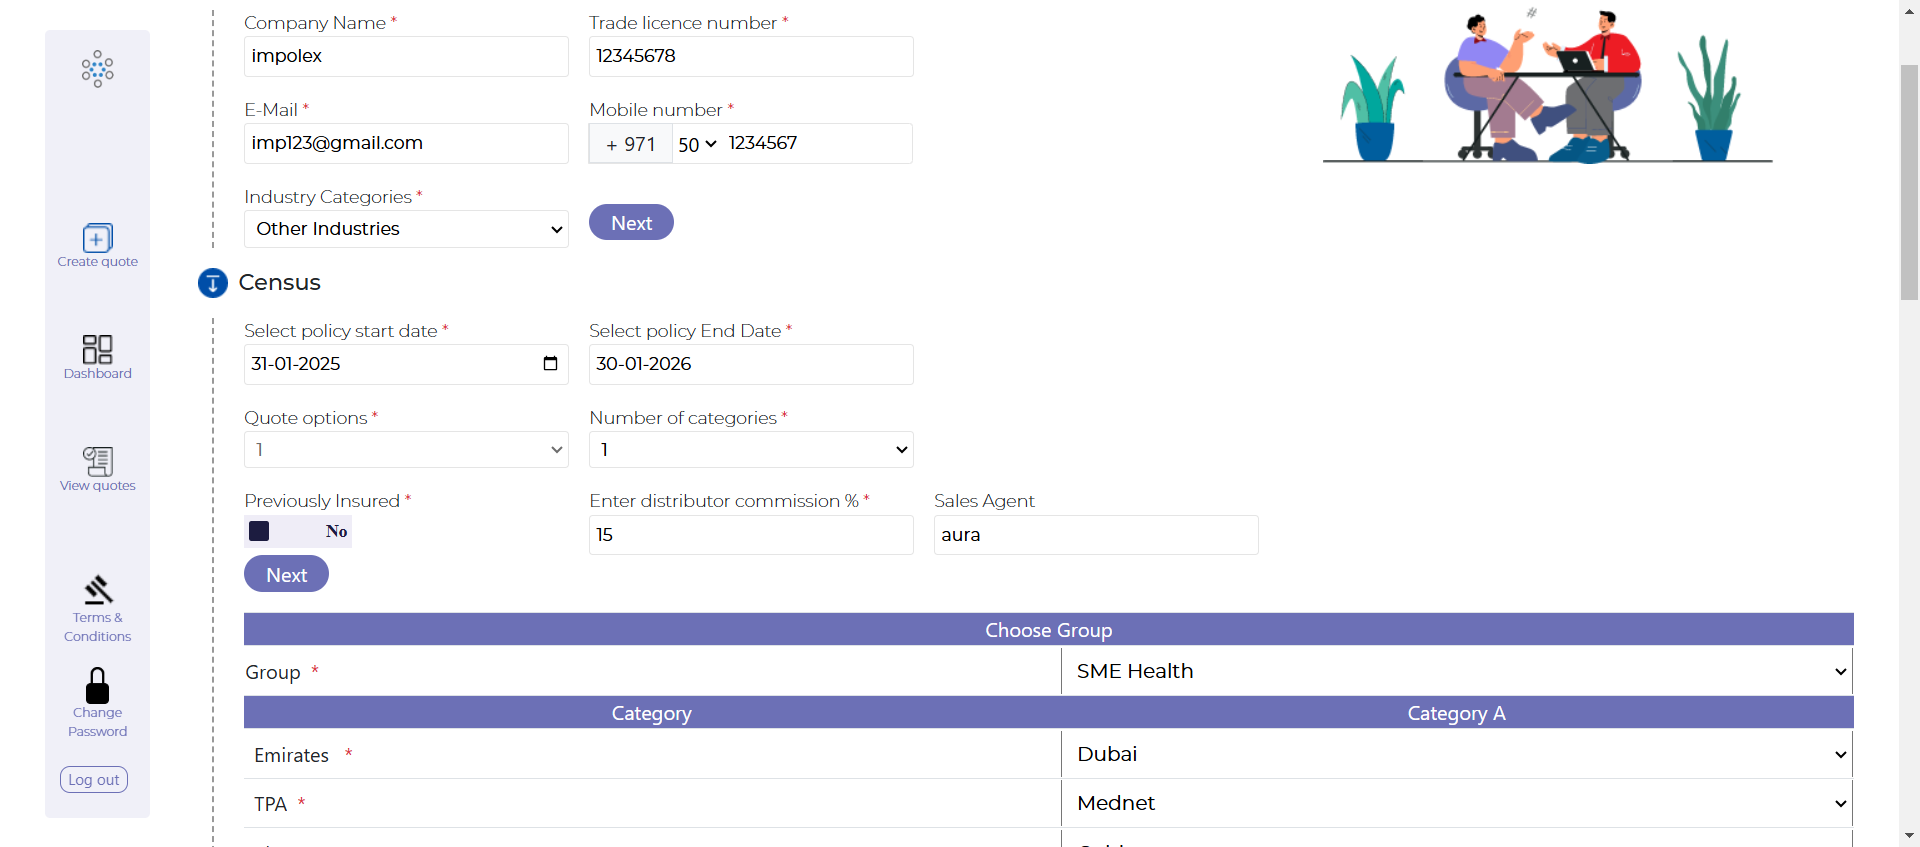 Company Name *
Trade licence number *
impolex
12345678
E-Mail *
Mobile number *
imp123@gmail.com
+ 971
50
1234567
Industry Categories *
Other Industries
Next
Census
Select policy start date *
Select policy End Date *
31-01-2025
30-01-2026
Quote options *
Number of categories *
1
1
Previously Insured *
Enter distributor commission % *
Sales Agent
No
15
aura
Next
Choose Group
Group *
SME Health
Category
Category A
Emirates *
Dubai
TPA *
Mednet
Create quote
Dashboard
View quotes
Terms &
Conditions
Change
Password
Log out
#